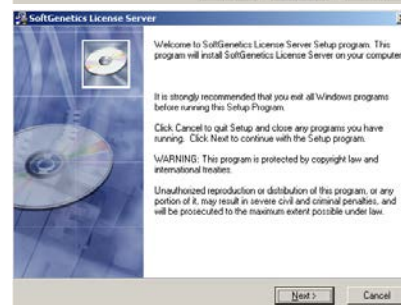 SoftGenetics License Server
Welcome to SoftGenetics License Server Setup program. This
program will install SoftGenetics License Server on your computer.
It is strongly recommended that you exit all Windows programs
before running this Setup Program.
Click Cancel to quit Setup and close any programs you have
running. Click Next to continue with the Setup program.
WARNING: This program is protected by copyright law and
international treaties.
Unauthorized reproduction or distribution of this program, or any
portion of it, may result in severe civil and criminal penalties, and
will be prosecuted to the maximum extent possible under law.
Next >
Cancel